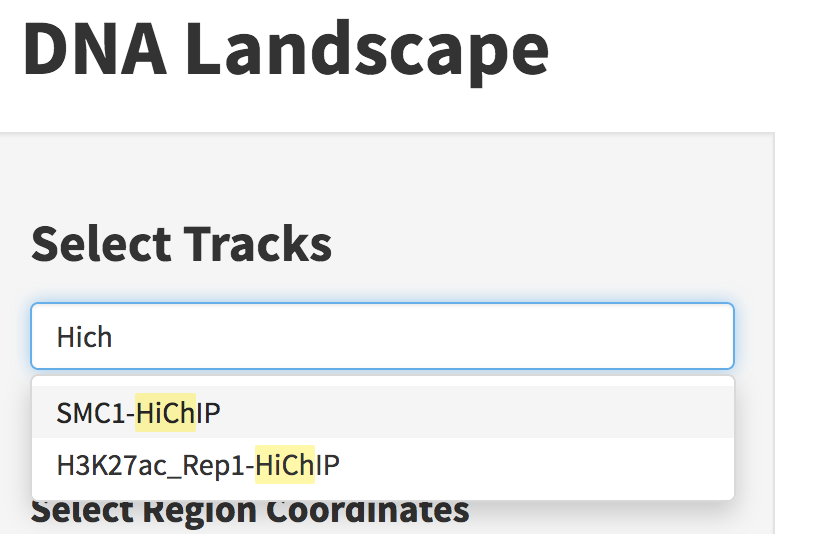 DNA Landscape
Select Tracks
Hich
SMC1-HiChIP
H3K27ac_Rep1-HiChIP
Select Region Coordinates